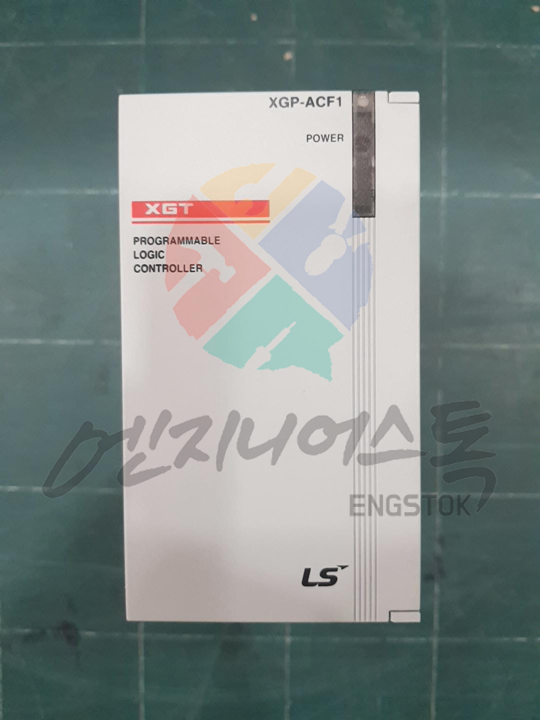 XGP-ACF1
POWER
XGT
PROGRAMMABLE
LOGIC
CONTROLLER
엔지니어스톡
ENGSTOK
LS